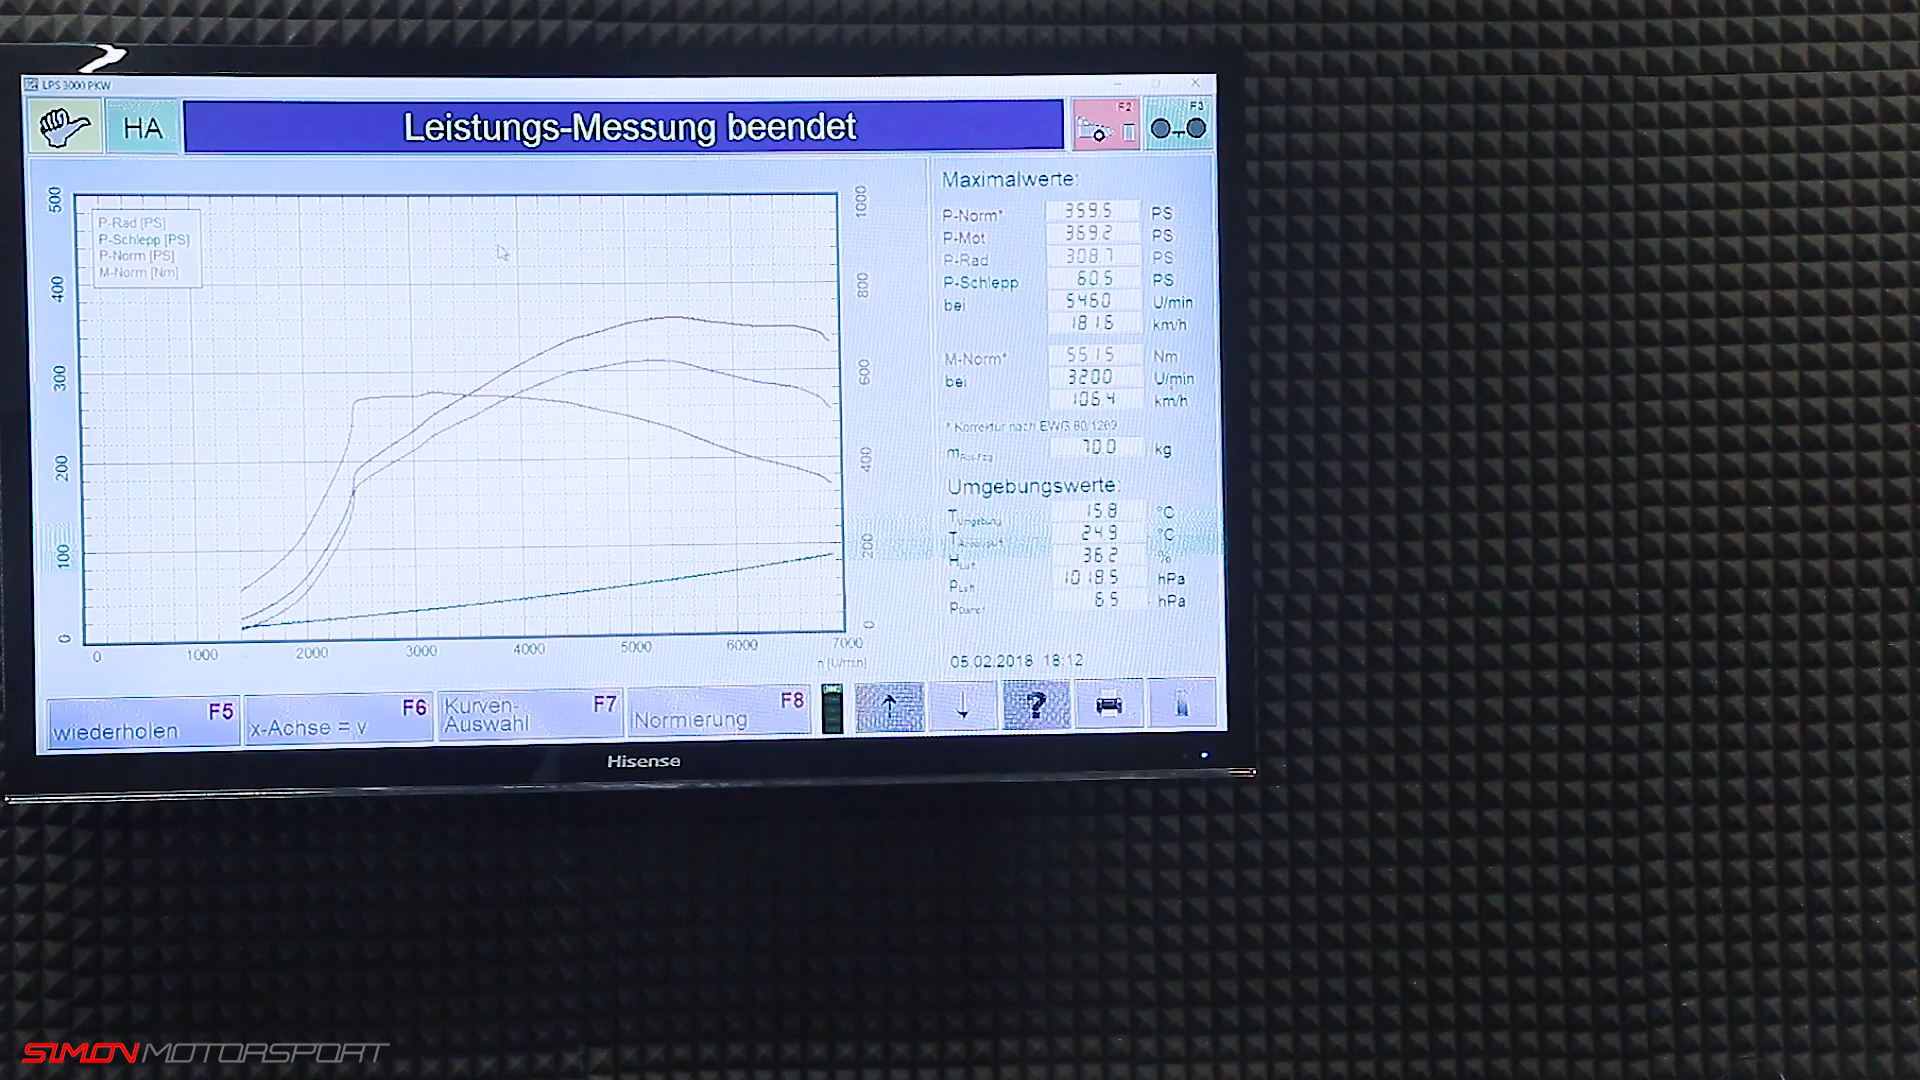 LPS 3000 PKW
HA
Leistungs-Messung beendet
F2
F3
500
400
300
200
100
0
P-Rad [PS]
P-Schlepp [PS]
P-Norm [PS]
M-Norm [Nm]
1000
800
600
400
200
0
0 1000 2000 3000 4000 5000 6000 7000
n [U/min]
Maximalwerte:
P-Norm* 359.5 PS
P-Mot 369.2 PS
P-Rad 308.7 PS
P-Schlepp 60.5 PS
bei 5460 U/min
181.6 km/h
M-Norm* 551.5 Nm
bei 3200 U/min
106.4 km/h
* Korrektur nach EWG 80/1269
70.0 kg
Umgebungswerte:
T Umgebung 15.8 °C
24.9 °C
H Luft 36.2 %
p Luft 1018.5 hPa
p Dampf 6.5 hPa
05.02.2018 18:12
wiederholen F5
x-Achse = v F6
Kurven-
Auswahl F7
Normierung F8
?
Hisense
SIMON MOTORSPORT